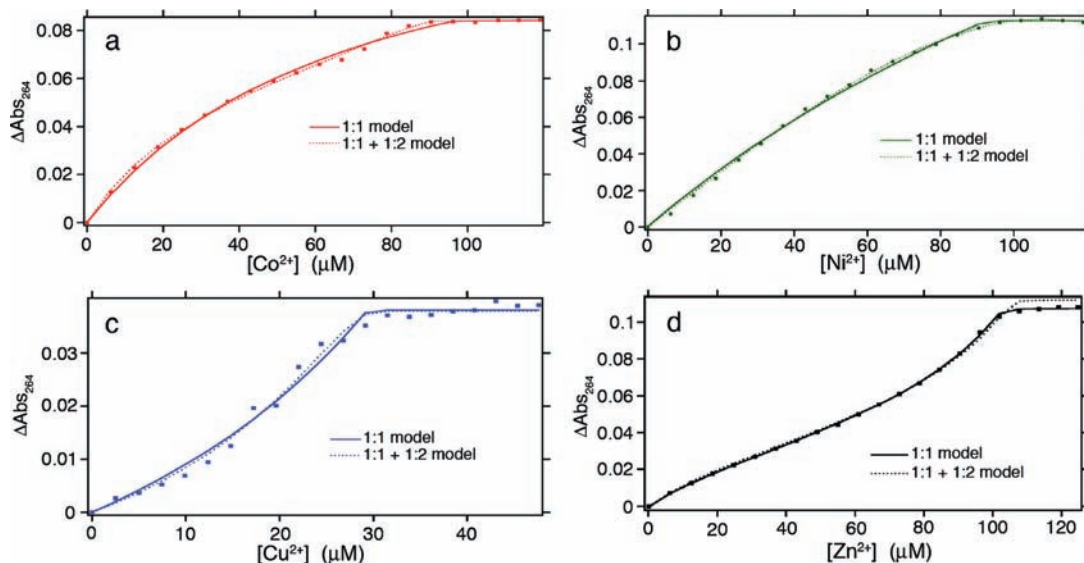 a
0.08
0.06
0.04
0.02
0
ΔAbs₂₆₄
1:1 model
1:1 + 1:2 model
0 20 40 60 80 100
[Co²⁺] (μM)
b
0.1
0.08
0.06
0.04
0.02
0
ΔAbs₂₆₄
1:1 model
1:1 + 1:2 model
0 20 40 60 80 100
[Ni²⁺] (μM)
c
0.03
0.02
0.01
0
ΔAbs₂₆₄
1:1 model
1:1 + 1:2 model
0 10 20 30 40
[Cu²⁺] (μM)
d
0.1
0.08
0.06
0.04
0.02
0
ΔAbs₂₆₄
1:1 model
1:1 + 1:2 model
0 20 40 60 80 100 120
[Zn²⁺] (μM)